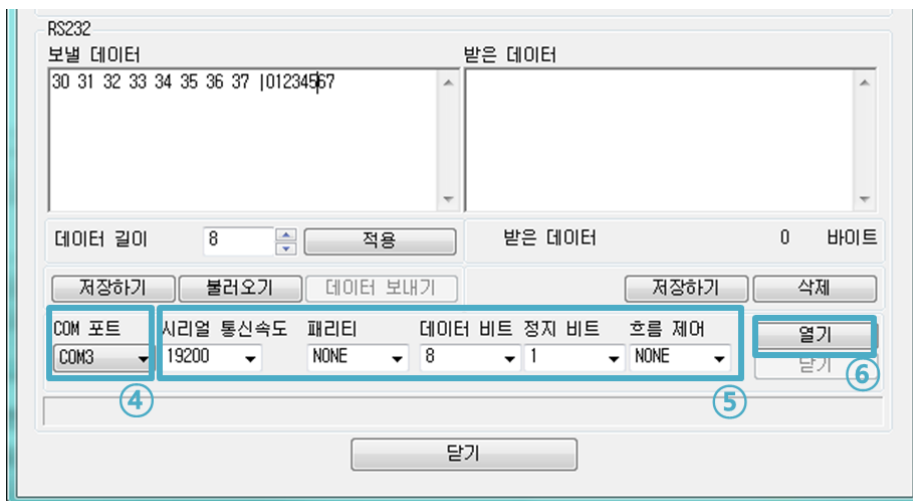 RS232
보낼 데이터
받은 데이터
30 31 32 33 34 35 36 37 |01234567
데이터 길이 8 적용 받은 데이터 0 바이트
저장하기 불러오기 데이터 보내기 저장하기 삭제
COM 포트 시리얼 통신속도 패리티 데이터 비트 정지 비트 흐름 제어 열기
COM3 19200 NONE 8 1 NONE 닫기
④ ⑤ ⑥
닫기